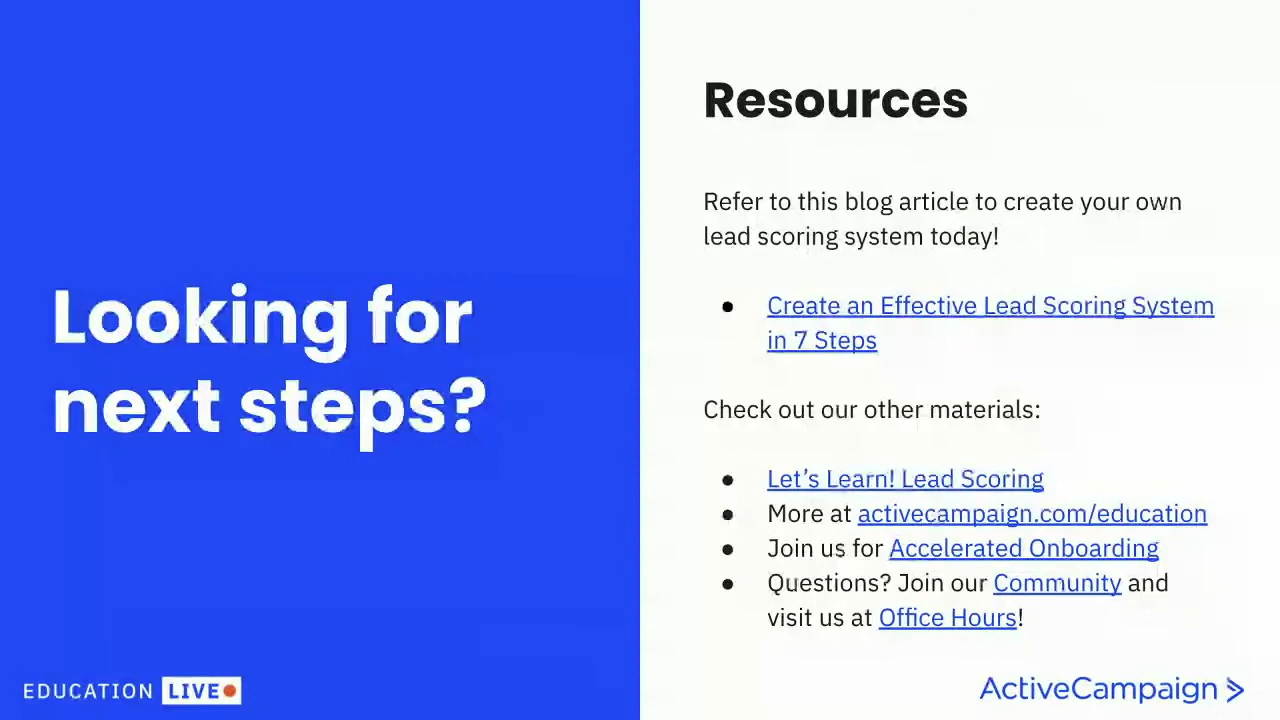 Looking for
next steps?
EDUCATION LIVE
Resources
Refer to this blog article to create your own
lead scoring system today!
● Create an Effective Lead Scoring System
in 7 Steps
Check out our other materials:
● Let’s Learn! Lead Scoring
● More at activecampaign.com/education
● Join us for Accelerated Onboarding
● Questions? Join our Community and
visit us at Office Hours!
ActiveCampaign